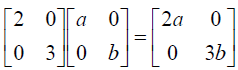 [2 0] [a 0] = [2a 0]
[0 3] [0 b] [0 3b]